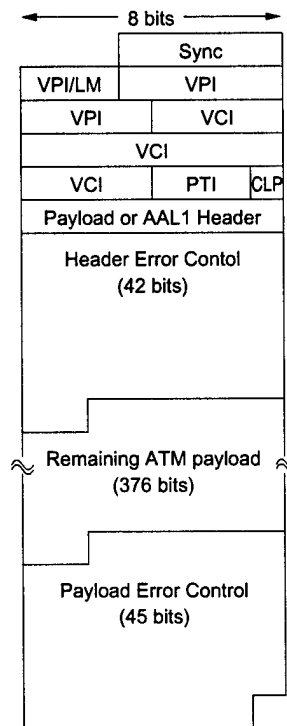 8 bits
Sync
VPI/LM VPI
VPI VCI
VCI
VCI PTI CLP
Payload or AAL1 Header
Header Error Contol
(42 bits)
Remaining ATM payload
(376 bits)
Payload Error Control
(45 bits)